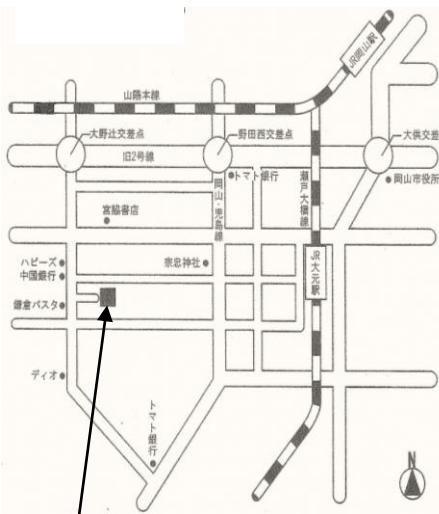 JR岡山駅
山陽本線
大野辻交差点
野田西交差点
大供交差
旧2号線
トマト銀行
岡山・児島線
瀬戸大橋線
岡山市役所
宮脇書店
ハピーズ
中国銀行
宗忠神社
JR大元駅
鎌倉パスタ
ディオ
トマト銀行
N